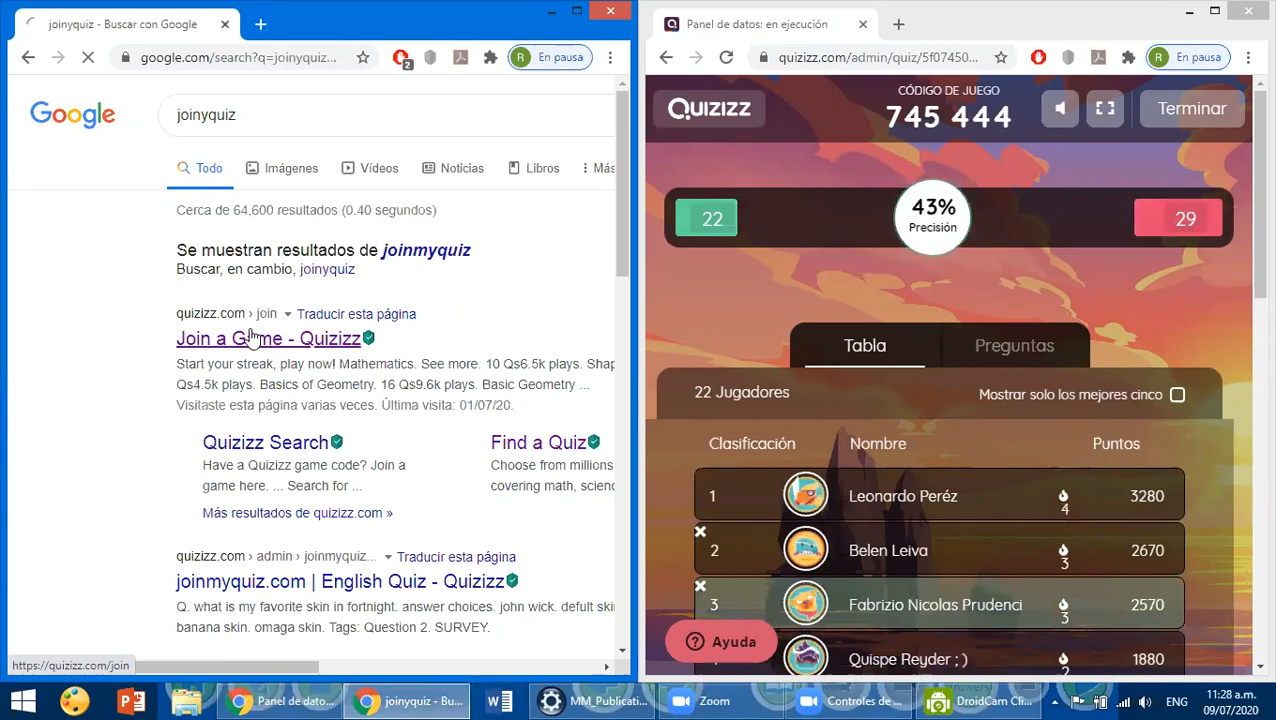 joinyquiz - Buscar con Google
google.com/search?q=joinyquiz...
2
R En pausa
Google
joinyquiz
Todo Imágenes Vídeos Noticias Libros Más
Cerca de 64,600 resultados (0.40 segundos)
Se muestran resultados de joinmyquiz
Buscar, en cambio, joinyquiz
quizizz.com › join Traducir esta página
Join a Game - Quizizz
Start your streak, play now! Mathematics. See more. 10 Qs6.5k plays.
Qs4.5k plays. Basics of Geometry. 16 Qs9.6k plays. Basic Geometry ...
Visitaste esta página varias veces. Última visita: 01/07/20.
Quizizz Search
Have a Quizizz game code? Join a
game here. ... Search for ...
Find a Quiz
Choose from millions
covering math,
Más resultados de quizizz.com »
quizizz.com › admin › joinmyquiz... Traducir esta página
joinmyquiz.com | English Quiz - Quizizz
Q. what is my favorite skin in fortnight. answer choices. john wick. defult
banana skin. omaga skin. Tags: Question 2. SURVEY.
https://quizizz.com/join
Panel de datos: en ejecución
quizizz.com/admin/quiz/5f07450...
R En pausa
Quizizz
CÓDIGO DE JUEGO
745 444
Terminar
22
43%
Precisión
29
Tabla Preguntas
22 Jugadores Mostrar solo los mejores cinco
Clasificación Nombre Puntos
1 Leonardo Peréz 4 3280
2 Belen Leiva 3 2670
3 Fabrizio Nicolas Prudenci 3 2570
Quispe Reyder ; ) 1880
Ayuda
Panel de dato...
joinyquiz - Bu...
MM_Publicati...
Zoom
Controles de ...
DroidCam Cli...
ENG
11:28 a.m.
09/07/2020